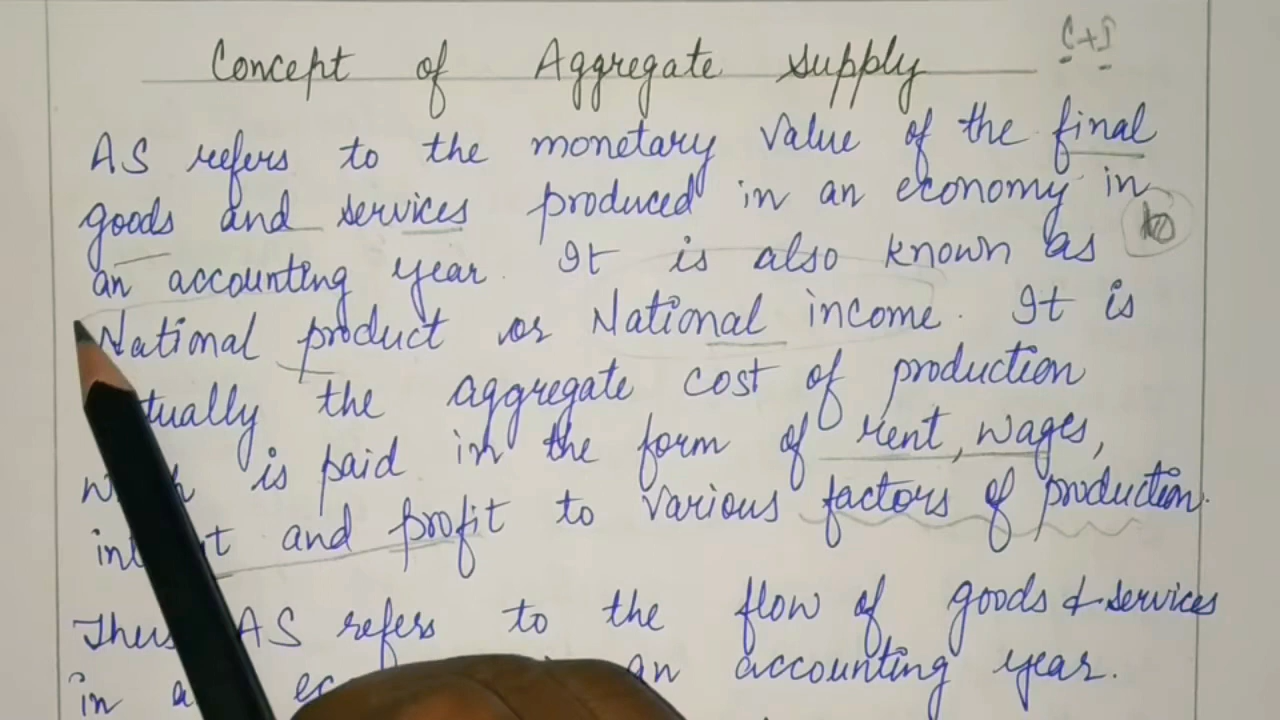 Concept of Aggregate Supply
C+S
AS refers to the monetary value of the final
goods and services produced in an economy in
an accounting year. It is also known as
National product or National income. It is
the aggregate cost of production
is paid in the form of rent, wages,
and profit to various factors of production.
Thus AS refers to the flow of goods & services
in an accounting year.